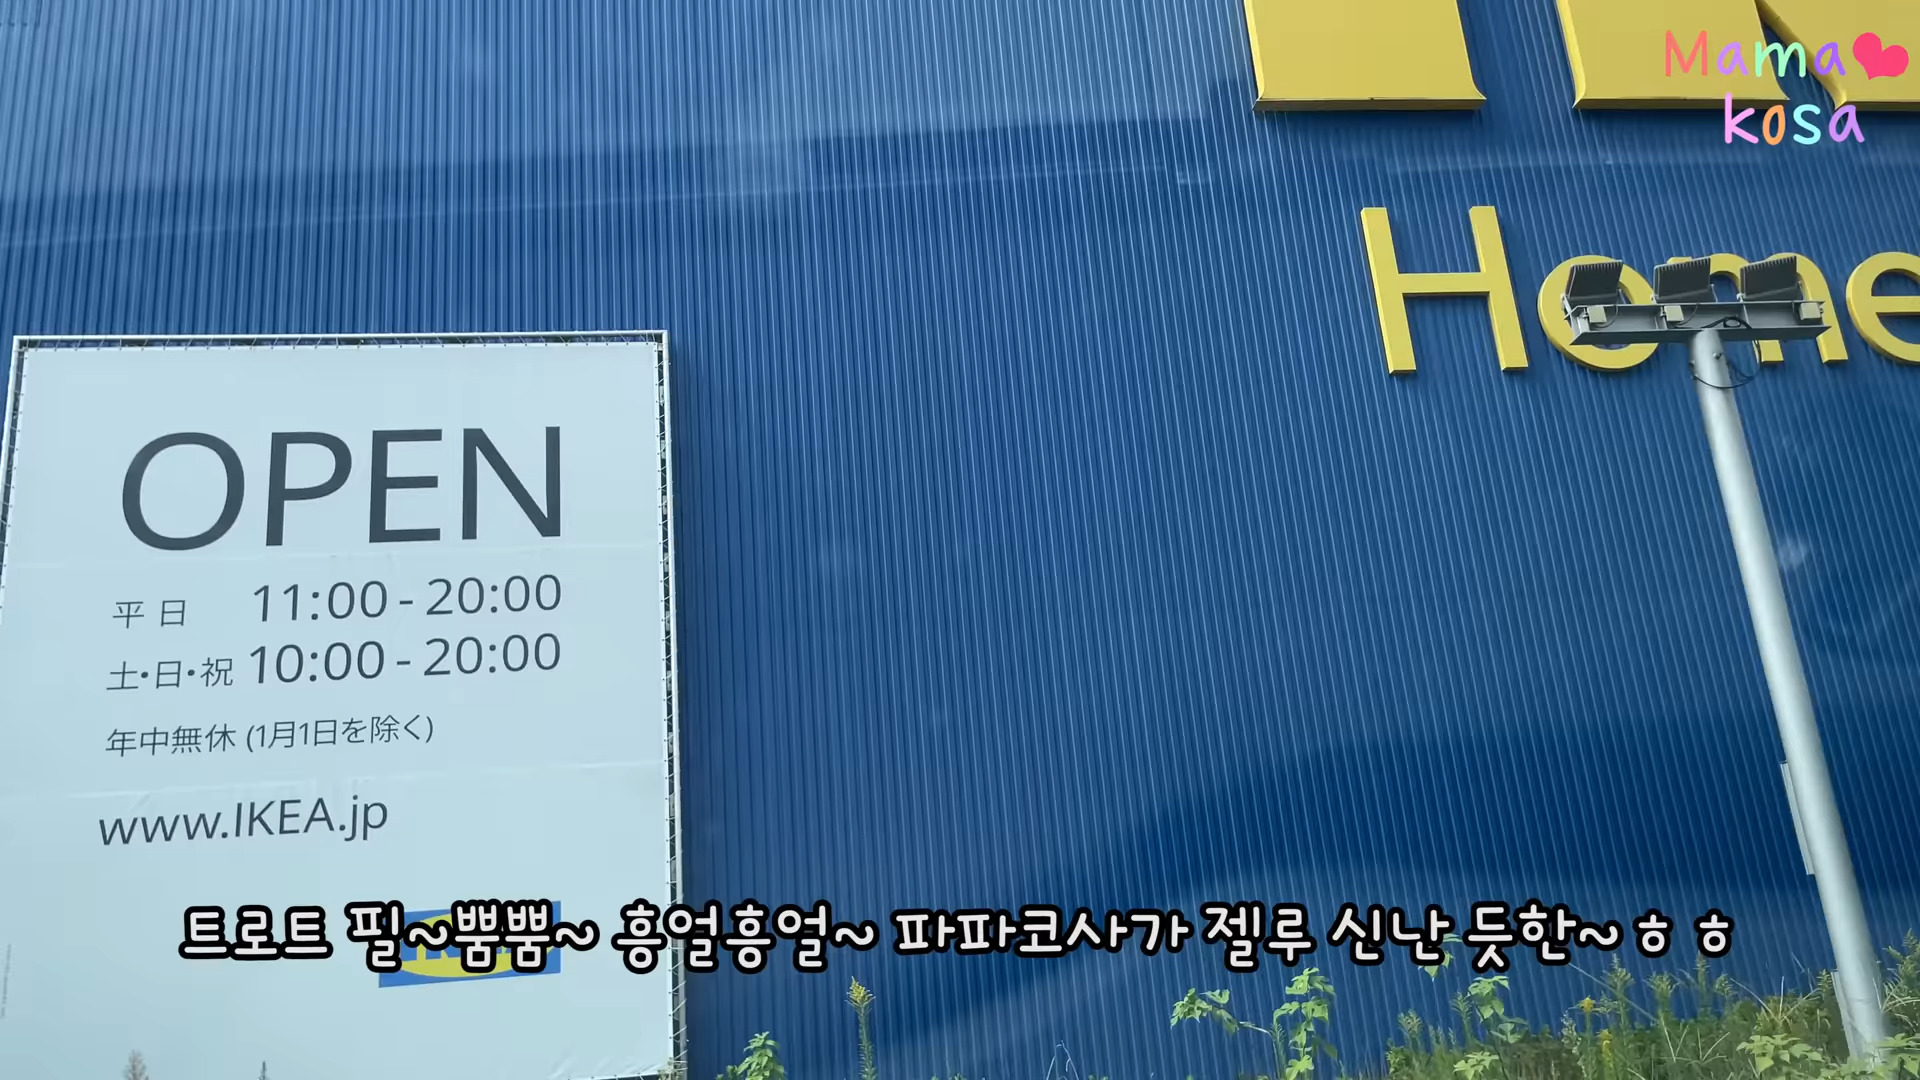 Mama
kosa
Home
OPEN
平日 11:00 - 20:00
土・日・祝 10:00 - 20:00
年中無休 (1月1日を除く)
www.IKEA.jp
트로트 필~뿜뿜~ 흥얼흥얼~ 파파코사가 젤루 신난 듯한~ㅎㅎ